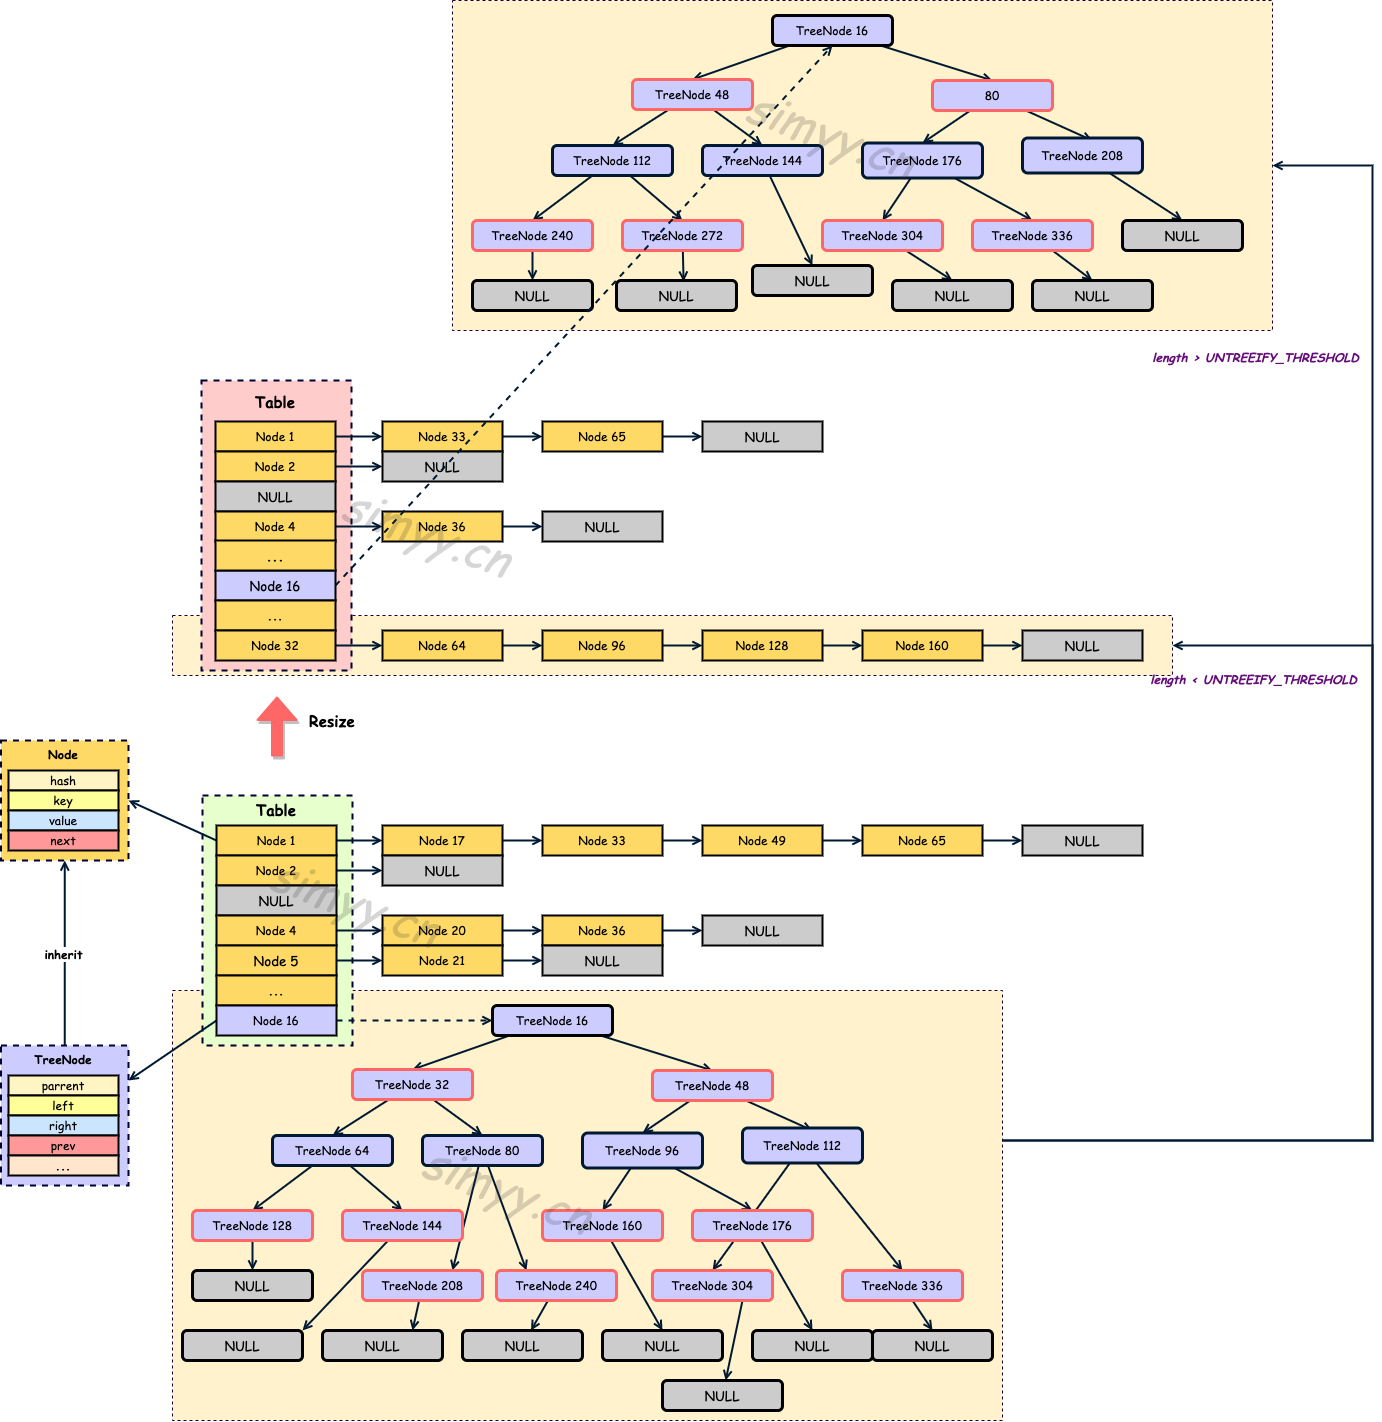 TreeNode 16
TreeNode 48
80
TreeNode 112
TreeNode 144
TreeNode 176
TreeNode 208
TreeNode 240
TreeNode 272
TreeNode 304
TreeNode 336
NULL
NULL
NULL
NULL
NULL
NULL
simyy.cn
length > UNTREEIFY_THRESHOLD
Table
Node 1
Node 33
Node 65
NULL
Node 2
NULL
NULL
Node 4
Node 36
NULL
...
Node 16
...
Node 32
Node 64
Node 96
Node 128
Node 160
NULL
simyy.cn
length < UNTREEIFY_THRESHOLD
Resize
Node
hash
key
value
next
inherit
TreeNode
parrent
left
right
prev
...
Table
Node 1
Node 17
Node 33
Node 49
Node 65
NULL
Node 2
NULL
NULL
Node 4
Node 20
Node 36
NULL
Node 5
Node 21
NULL
...
Node 16
simyy.cn
TreeNode 16
TreeNode 32
TreeNode 48
TreeNode 64
TreeNode 80
TreeNode 96
TreeNode 112
TreeNode 128
TreeNode 144
TreeNode 160
TreeNode 176
NULL
TreeNode 208
TreeNode 240
TreeNode 304
TreeNode 336
NULL
NULL
NULL
NULL
NULL
NULL
NULL
simyy.cn